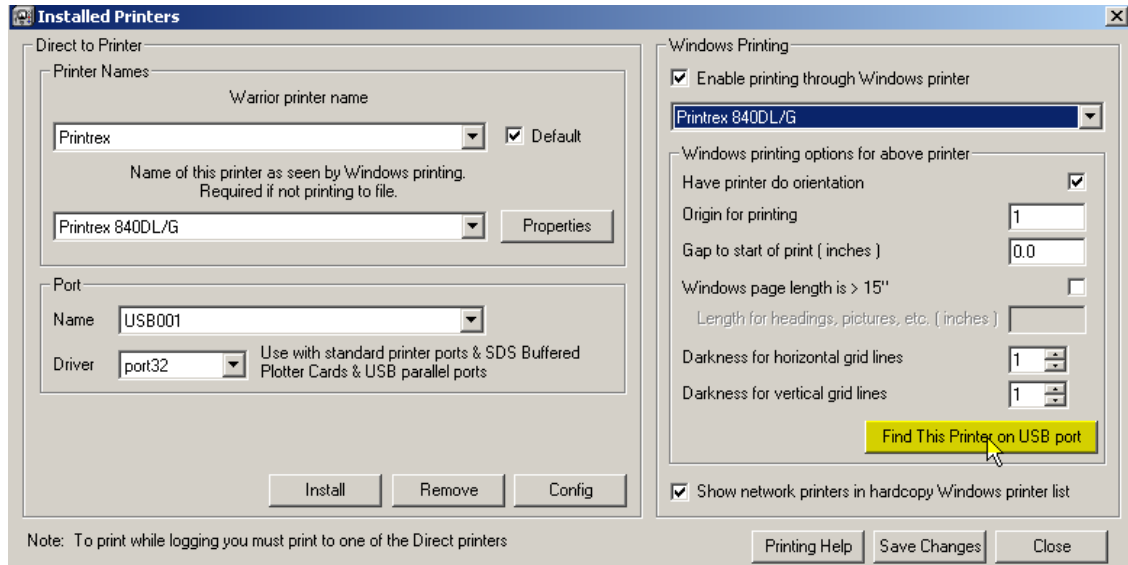 Installed Printers
Direct to Printer
Printer Names
Warrior printer name
Printrex
Default
Name of this printer as seen by Windows printing.
Required if not printing to file.
Printrex 840DL/G
Properties
Port
Name
USB001
Driver
port32
Use with standard printer ports & SDS Buffered
Plotter Cards & USB parallel ports
Install
Remove
Config
Note: To print while logging you must print to one of the Direct printers
Windows Printing
Enable printing through Windows printer
Printrex 840DL/G
Windows printing options for above printer
Have printer do orientation
Origin for printing
1
Gap to start of print ( inches )
0.0
Windows page length is > 15"
Length for headings, pictures, etc. ( inches )
Darkness for horizontal grid lines
1
Darkness for vertical grid lines
1
Find This Printer on USB port
Show network printers in hardcopy Windows printer list
Printing Help
Save Changes
Close